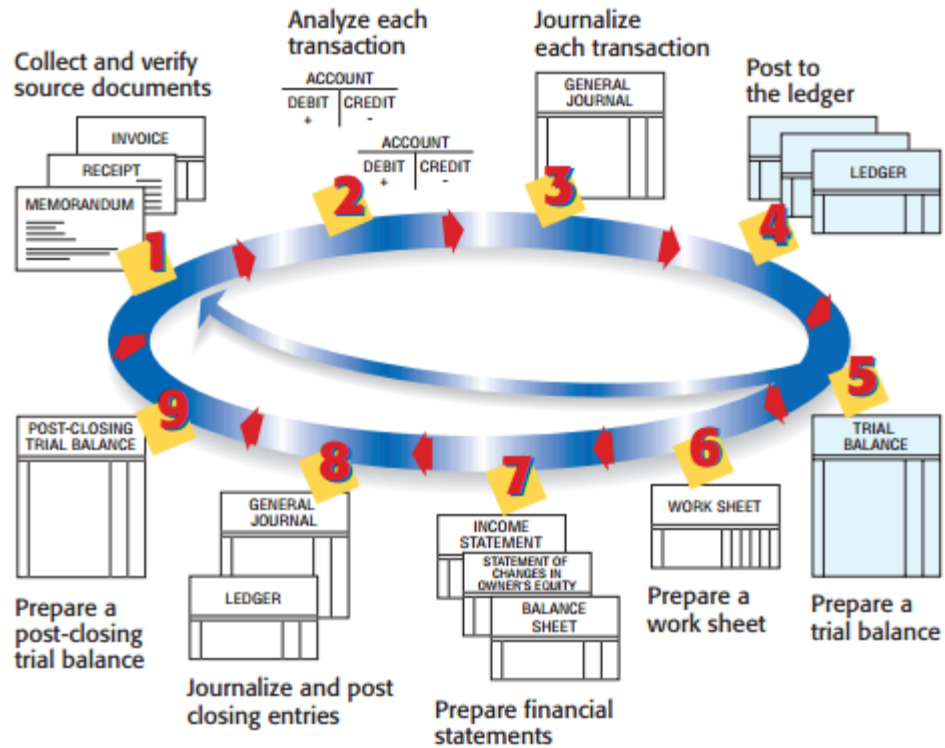 Collect and verify
source documents
INVOICE
RECEIPT
MEMORANDUM
1
Analyze each
transaction
ACCOUNT
DEBIT CREDIT
+ -
ACCOUNT
DEBIT CREDIT
+ -
2
Journalize
each transaction
GENERAL
JOURNAL
3
Post to
the ledger
LEDGER
4
5
TRIAL
BALANCE
Prepare a
trial balance
6
WORK SHEET
Prepare a
work sheet
7
INCOME
STATEMENT
STATEMENT OF
CHANGES IN
OWNER'S EQUITY
BALANCE
SHEET
Prepare financial
statements
8
GENERAL
JOURNAL
LEDGER
Journalize and post
closing entries
9
POST-CLOSING
TRIAL BALANCE
Prepare a
post-closing
trial balance